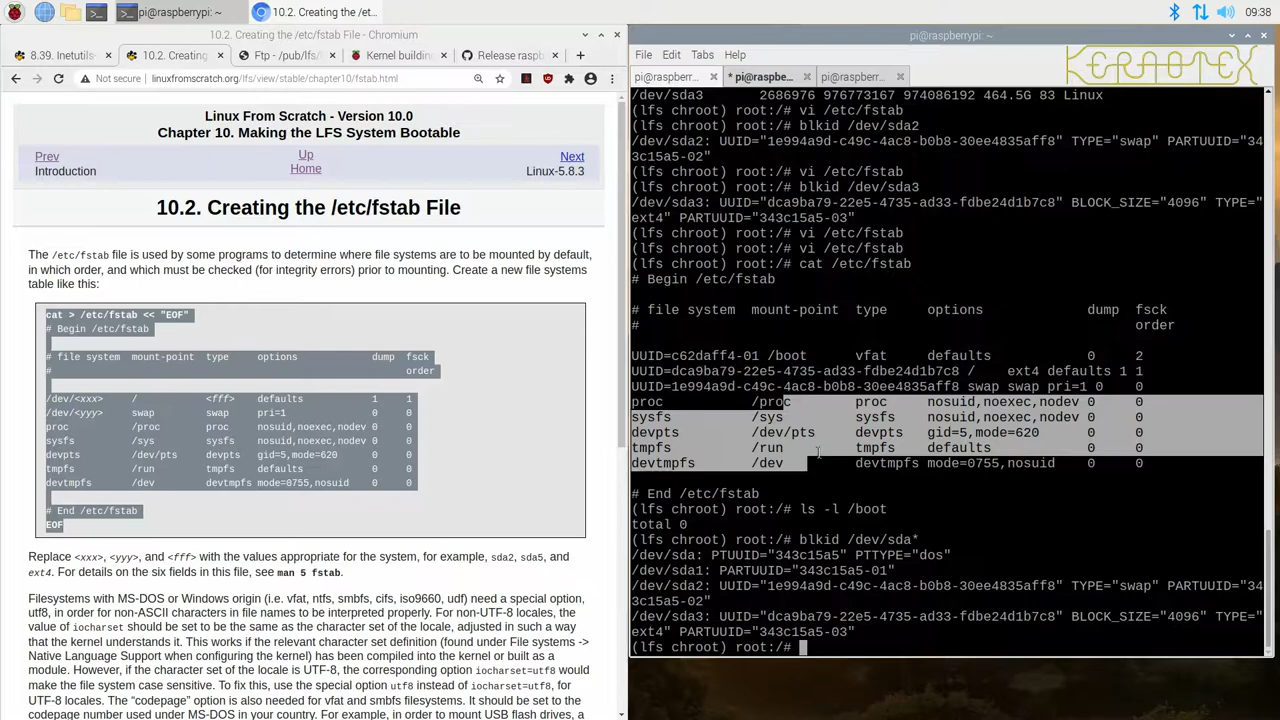 pi@raspberrypi: ~
10.2. Creating the /et...
09:38
10.2. Creating the /etc/fstab File - Chromium
8.39. Inetutils-
10.2. Creating
Ftp - /pub/lfs/
Kernel building
Release raspb
Not secure | linuxfromscratch.org/lfs/view/stable/chapter10/fstab.html
Linux From Scratch - Version 10.0
Chapter 10. Making the LFS System Bootable
Prev
Up
Next
Introduction
Home
Linux-5.8.3
10.2. Creating the /etc/fstab File
The /etc/fstab file is used by some programs to determine where file systems are to be mounted by default,
in which order, and which must be checked (for integrity errors) prior to mounting. Create a new file systems
table like this:
cat > /etc/fstab << "EOF"
# Begin /etc/fstab
# file system  mount-point  type     options             dump  fsck
#                                                              order
/dev/<xxx>     /            <fff>    defaults            1     1
/dev/<yyy>     swap         swap     pri=1               0     0
proc           /proc        proc     nosuid,noexec,nodev 0     0
sysfs          /sys         sysfs    nosuid,noexec,nodev 0     0
devpts         /dev/pts     devpts   gid=5,mode=620      0     0
tmpfs          /run         tmpfs    defaults            0     0
devtmpfs       /dev         devtmpfs mode=0755,nosuid    0     0
# End /etc/fstab
EOF
Replace <xxx>, <yyy>, and <fff> with the values appropriate for the system, for example, sda2, sda5, and
ext4. For details on the six fields in this file, see man 5 fstab.
Filesystems with MS-DOS or Windows origin (i.e. vfat, ntfs, smbfs, cifs, iso9660, udf) need a special option,
utf8, in order for non-ASCII characters in file names to be interpreted properly. For non-UTF-8 locales, the
value of iocharset should be set to be the same as the character set of the locale, adjusted in such a way
that the kernel understands it. This works if the relevant character set definition (found under File systems ->
Native Language Support when configuring the kernel) has been compiled into the kernel or built as a
module. However, if the character set of the locale is UTF-8, the corresponding option iocharset=utf8 would
make the file system case sensitive. To fix this, use the special option utf8 instead of iocharset=utf8, for
UTF-8 locales. The “codepage” option is also needed for vfat and smbfs filesystems. It should be set to the
codepage number used under MS-DOS in your country. For example, in order to mount USB flash drives, a
pi@raspberrypi: ~
File Edit Tabs Help
KERAOTEX
pi@raspberr...
* pi@raspbe...
pi@raspberr...
/dev/sda3       2686976 976773167 974086192 464.5G 83 Linux
(lfs chroot) root:/# vi /etc/fstab
(lfs chroot) root:/# blkid /dev/sda2
/dev/sda2: UUID="1e994a9d-c49c-4ac8-b0b8-30ee4835aff8" TYPE="swap" PARTUUID="34
3c15a5-02"
(lfs chroot) root:/# vi /etc/fstab
(lfs chroot) root:/# blkid /dev/sda3
/dev/sda3: UUID="dca9ba79-22e5-4735-ad33-fdbe24d1b7c8" BLOCK_SIZE="4096" TYPE="
ext4" PARTUUID="343c15a5-03"
(lfs chroot) root:/# vi /etc/fstab
(lfs chroot) root:/# vi /etc/fstab
(lfs chroot) root:/# cat /etc/fstab
# Begin /etc/fstab
# file system  mount-point  type     options             dump  fsck
#                                                              order
UUID=c62daff4-01 /boot      vfat     defaults            0     2
UUID=dca9ba79-22e5-4735-ad33-fdbe24d1b7c8 /    ext4 defaults 1 1
UUID=1e994a9d-c49c-4ac8-b0b8-30ee4835aff8 swap swap pri=1 0    0
proc           /proc        proc     nosuid,noexec,nodev 0     0
sysfs          /sys         sysfs    nosuid,noexec,nodev 0     0
devpts         /dev/pts     devpts   gid=5,mode=620      0     0
tmpfs          /run         tmpfs    defaults            0     0
devtmpfs       /dev         devtmpfs mode=0755,nosuid    0     0
# End /etc/fstab
(lfs chroot) root:/# ls -l /boot
total 0
(lfs chroot) root:/# blkid /dev/sda*
/dev/sda: PTUUID="343c15a5" PTTYPE="dos"
/dev/sda1: PARTUUID="343c15a5-01"
/dev/sda2: UUID="1e994a9d-c49c-4ac8-b0b8-30ee4835aff8" TYPE="swap" PARTUUID="34
3c15a5-02"
/dev/sda3: UUID="dca9ba79-22e5-4735-ad33-fdbe24d1b7c8" BLOCK_SIZE="4096" TYPE="
ext4" PARTUUID="343c15a5-03"
(lfs chroot) root:/#